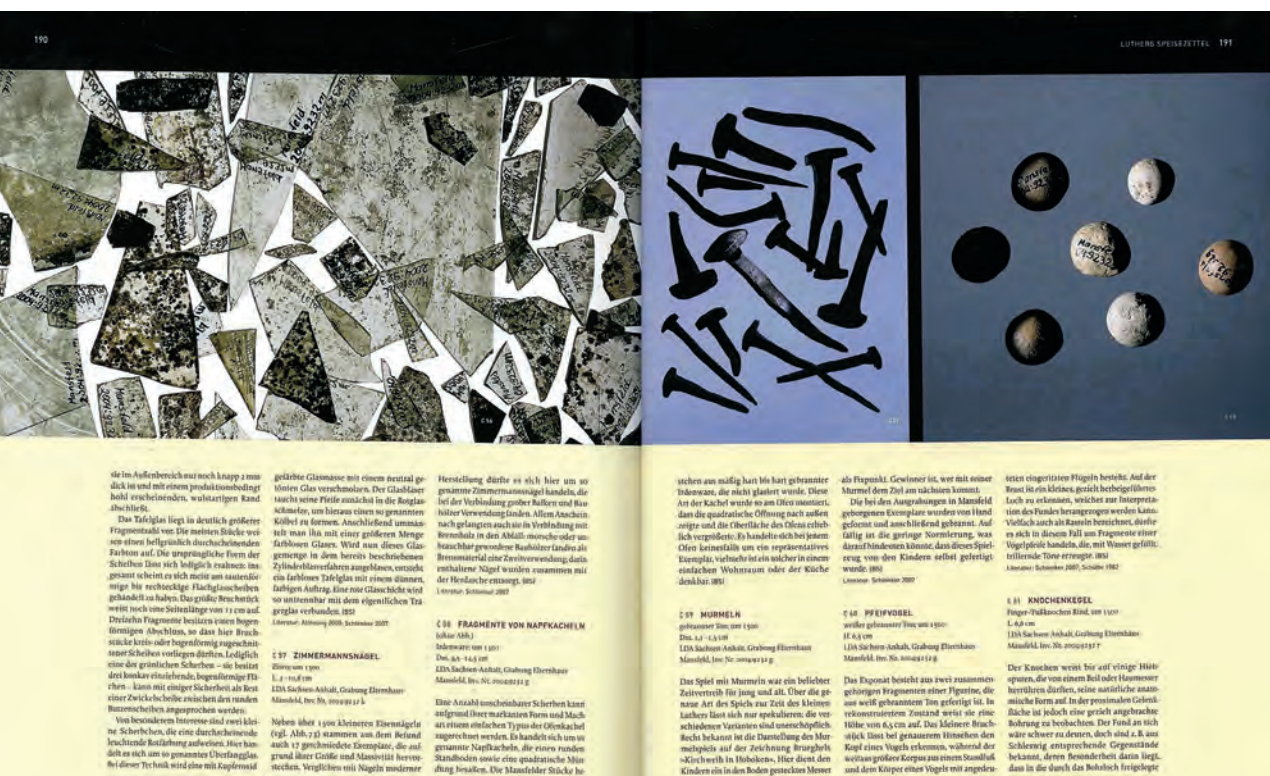 190
LUTHERS SPEISEZETTEL 191
C 56
sie im Außenbereich nur noch knapp 2 mm
dick ist und mit einem produktionsbedingt
hohl erscheinenden, wulstartigen Rand
abschließt.
Das Tafelglas liegt in deutlich größerer
Fragmentzahl vor. Die meisten Stücke wei-
sen einen hellgrünlich durchscheinenden
Farbton auf. Die ursprüngliche Form der
Scheiben lässt sich lediglich erahnen; ins-
gesamt scheint es sich meist um rautenför-
mige bis rechteckige Flachglasscheiben
gehandelt zu haben. Das größte Bruchstück
weist noch eine Seitenlänge von 11 cm auf.
Dreizehn Fragmente besitzen einen bogen-
förmigen Abschluss, so dass hier Bruch-
stücke kreis- oder bogenförmig zugeschnit-
tener Scheiben vorliegen dürften. Lediglich
eine der grünlichen Scherben – sie besitzt
drei konkav einziehende, bogenförmige Flä-
chen – kann mit einiger Sicherheit als Rest
einer Zwickelscheibe zwischen den runden
Butzenscheiben angesprochen werden.
Von besonderem Interesse sind zwei klei-
ne Scherbchen, die eine durchscheinende
leuchtende Rotfärbung aufweisen. Hier han-
delt es sich um so genanntes Überfangglas.
Bei dieser Technik wird eine mit Kupferoxid
gefärbte Glasmasse mit einem neutral ge-
tönten Glas verschmolzen. Der Glasbläser
taucht seine Pfeife zunächst in die Rotglas-
schmelze, um hieraus einen so genannten
Kölbel zu formen. Anschließend umman-
telt man ihn mit einer größeren Menge
farblosen Glases. Wird nun dieses Glas-
gemenge in dem bereits beschriebenen
Zylinderblasverfahren ausgeblasen, entsteht
ein farbloses Tafelglas mit einem dünnen,
farbigen Auftrag. Eine rote Glasschicht wird
so untrennbar mit dem eigentlichen Trä-
gerglas verbunden. (BS)
Schlenker 2007
C 57 ZIMMERMANNSNÄGEL
Eisen; um 1500
L. 2–10,8 cm
LDA Sachsen-Anhalt, Grabung Elternhaus
Mansfeld, Inv. Nr. 2004:9232 k
Neben über 1500 kleineren Eisennägeln
(vgl. Abb. 73) stammen aus dem Befund
auch 17 geschmiedete Exemplare, die auf-
grund ihrer Größe und Massivität hervor-
stechen. Verglichen mit Nägeln moderner
Herstellung dürfte es sich hier um so
genannte Zimmermannsnägel handeln, die
bei der Verbindung grober Balken und Bau-
hölzer Verwendung fanden. Allem Anschein
nach gelangten auch sie in Verbindung mit
Brennholz in den Abfall: morsche oder un-
brauchbar gewordene Bauhölzer fanden als
Brennmaterial eine Zweitverwendung; darin
enthaltene Nägel wurden zusammen mit
der Herdasche entsorgt. (BS)
Literatur: Schlenker 2007
C 58 FRAGMENTE VON NAPFKACHELN
(ohne Abb.)
Irdenware; um 1500
Dm. 4,5–14,5 cm
LDA Sachsen-Anhalt, Grabung Elternhaus
Mansfeld, Inv. Nr. 2004:9232 g
Eine Anzahl unscheinbarer Scherben kann
aufgrund ihrer markanten Form und Mach-
art einem einfachen Typus der Ofenkachel
zugerechnet werden. Es handelt sich um so
genannte Napfkacheln, die einen runden
Standboden sowie eine quadratische Mün-
dung besaßen. Die Mansfelder Stücke be-
stehen aus mäßig hart bis hart gebrannter
Irdenware, die nicht glasiert wurde. Diese
Art der Kachel wurde so am Ofen montiert,
dass die quadratische Öffnung nach außen
zeigte und die Oberfläche des Ofens erheb-
lich vergrößerte. Es handelte sich bei jenem
Ofen keinesfalls um ein repräsentatives
Exemplar, vielmehr ist ein solcher in einem
einfachen Wohnraum oder der Küche
denkbar. (BS)
Literatur: Schlenker 2007
C 59 MURMELN
gebrannter Ton; um 1500
Dm. 1,1–1,5 cm
LDA Sachsen-Anhalt, Grabung Elternhaus
Mansfeld, Inv. Nr. 2004:9232 g
Das Spiel mit Murmeln war ein beliebter
Zeitvertreib für jung und alt. Über die ge-
naue Art des Spiels zur Zeit des kleinen
Luthers lässt sich nur spekulieren; die ver-
schiedenen Varianten sind unerschöpflich.
Recht bekannt ist die Darstellung des Mur-
melspiels auf der Zeichnung Brueghels
»Kirchweih in Hoboken«. Hier dient den
Kindern ein in den Boden gestecktes Messer
als Fixpunkt. Gewinner ist, wer mit seiner
Murmel dem Ziel am nächsten kommt.
Die bei den Ausgrabungen in Mansfeld
geborgenen Exemplare wurden von Hand
geformt und anschließend gebrannt. Auf-
fällig ist die geringe Normierung, was
darauf hindeuten könnte, dass dieses Spiel-
zeug von den Kindern selbst gefertigt
wurde. (BS)
Literatur: Schlenker 2007
C 60 PFEIFVOGEL
weißer gebrannter Ton; um 1500
H. 6,5 cm
LDA Sachsen-Anhalt, Grabung Elternhaus
Mansfeld, Inv. Nr. 2004:9232 g
Das Exponat besteht aus zwei zusammen-
gehörigen Fragmenten einer Figurine, die
aus weiß gebranntem Ton gefertigt ist. In
rekonstruiertem Zustand weist sie eine
Höhe von 6,5 cm auf. Das kleinere Bruch-
stück lässt bei genauerem Hinsehen den
Kopf eines Vogels erkennen, während der
weitaus größere Korpus aus einem Standfuß
und dem Körper eines Vogels mit angedeu-
teten eingeritzten Flügeln besteht. Auf der
Brust ist ein kleines, gezielt herbeigeführtes
Loch zu erkennen, welches zur Interpreta-
tion des Fundes herangezogen werden kann.
Vielfach auch als Rasseln bezeichnet, dürfte
es sich in diesem Fall um Fragmente einer
Vogelpfeife handeln, die, mit Wasser gefüllt,
trillernde Töne erzeugte. (BS)
Literatur: Schlenker 2007; Schütte 1982
C 61 KNOCHENKEGEL
Finger-/Fußknochen Rind, um 1500
L. 6,0 cm
LDA Sachsen-Anhalt, Grabung Elternhaus
Mansfeld, Inv. Nr. 2004:9232 r
Der Knochen weist bis auf einige Hieb-
spuren, die von einem Beil oder Haumesser
herrühren dürften, seine natürliche anato-
mische Form auf. In der proximalen Gelenk-
fläche ist jedoch eine gezielt angebrachte
Bohrung zu beobachten. Der Fund an sich
wäre schwer zu deuten, doch sind z. B. aus
Schleswig entsprechende Gegenstände
bekannt, deren Besonderheit darin liegt,
dass in die durch das Bohrloch freigelegte